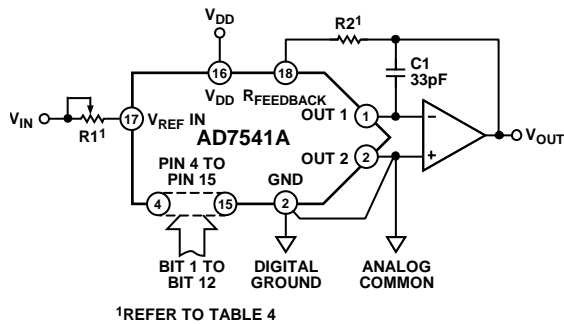 VDD
R2¹
C1
33pF
16
18
VDD
RFEEDBACK
VIN
R1¹
17
VREF IN
OUT 1
1
–
AD7541A
VOUT
OUT 2
2
+
PIN 4 TO
PIN 15
GND
4
15
2
BIT 1 TO
BIT 12
DIGITAL
GROUND
ANALOG
COMMON
¹REFER TO TABLE 4